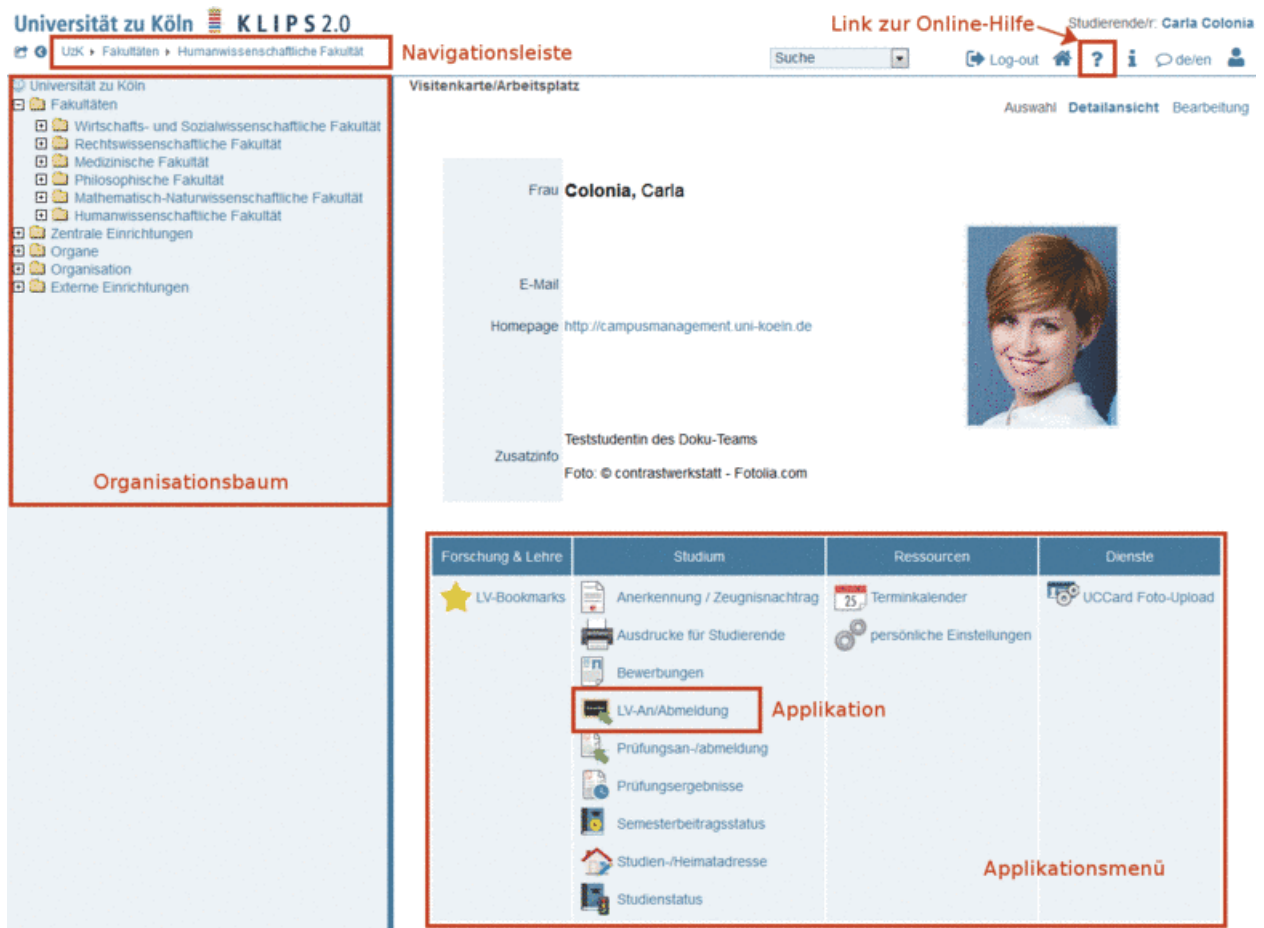 Universität zu Köln KLIPS 2.0
Link zur Online-Hilfe
Studierende/r: Carla Colonia
UzK ▸ Fakultäten ▸ Humanwissenschaftliche Fakultät
Navigationsleiste
Suche
Log-out
?
i
de/en
Universität zu Köln
Fakultäten
Wirtschafts- und Sozialwissenschaftliche Fakultät
Rechtswissenschaftliche Fakultät
Medizinische Fakultät
Philosophische Fakultät
Mathematisch-Naturwissenschaftliche Fakultät
Humanwissenschaftliche Fakultät
Zentrale Einrichtungen
Organe
Organisation
Externe Einrichtungen
Organisationsbaum
Visitenkarte/Arbeitsplatz
Auswahl Detailansicht Bearbeitung
Frau Colonia, Carla
E-Mail
Homepage http://campusmanagement.uni-koeln.de
Zusatzinfo
Teststudentin des Doku-Teams
Foto: © contrastwerkstatt - Fotolia.com
Forschung & Lehre
LV-Bookmarks
Studium
Anerkennung / Zeugnisnachtrag
Ausdrucke für Studierende
Bewerbungen
LV-An/Abmeldung
Applikation
Prüfungsan-/abmeldung
Prüfungsergebnisse
Semesterbeitragsstatus
Studien-/Heimatadresse
Studienstatus
Ressourcen
25
Terminkalender
persönliche Einstellungen
Dienste
UCCard Foto-Upload
Applikationsmenü